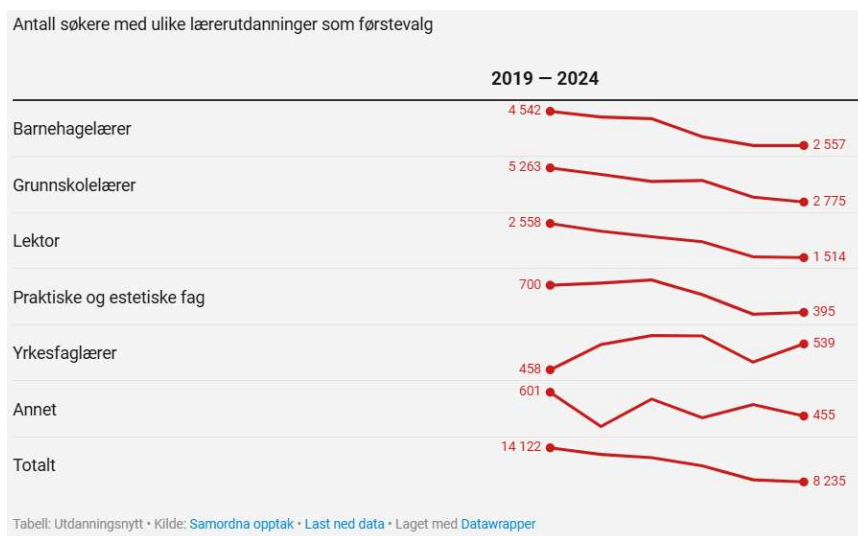 Antall søkere med ulike lærerutdanninger som førstevalg
2019 — 2024
Barnehagelærer 4 542 2 557
Grunnskolelærer 5 263 2 775
Lektor 2 558 1 514
Praktiske og estetiske fag 700 395
Yrkesfaglærer 458 539
Annet 601 455
Totalt 14 122 8 235
Tabell: Utdanningsnytt • Kilde: Samordna opptak • Last ned data • Laget med Datawrapper